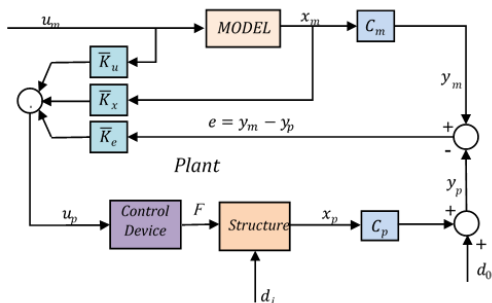 u_m
MODEL
x_m
C_m
K̅_u
K̅_x
y_m
K̅_e
e = y_m − y_p
+
-
Plant
y_p
u_p
Control
Device
F
Structure
x_p
C_p
+
+
d_i
d_0